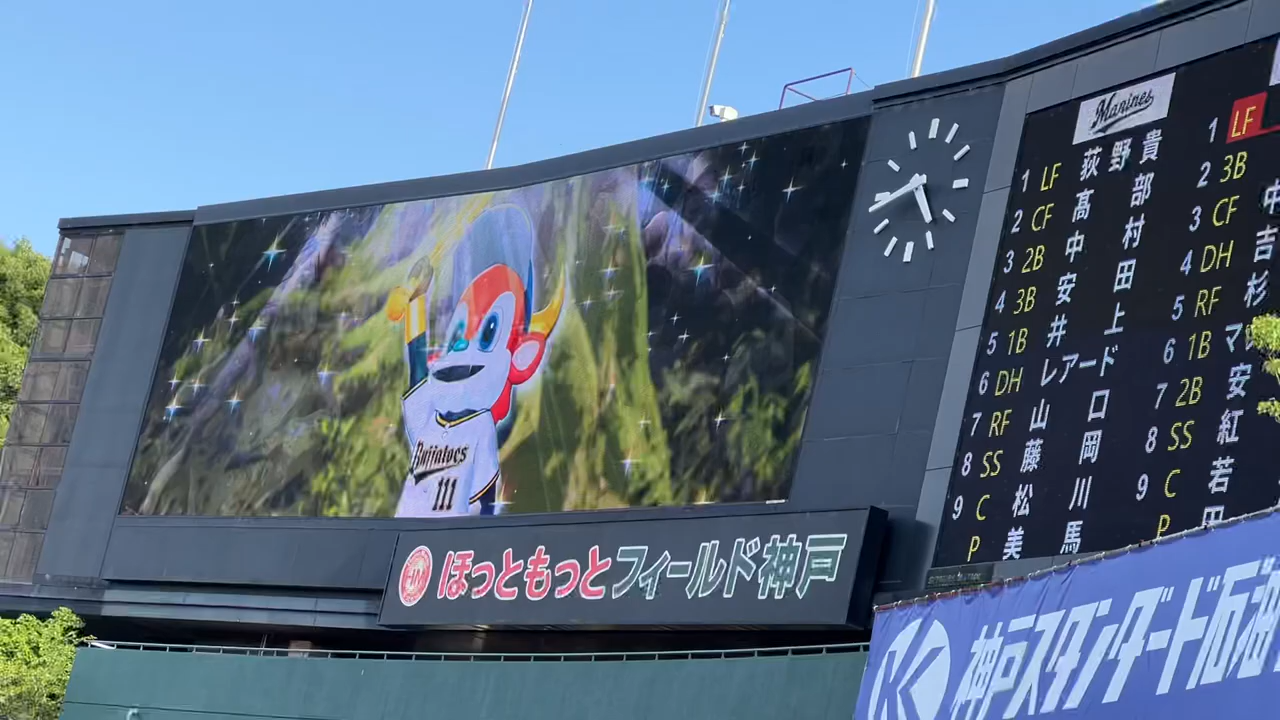 Marines
1 LF 荻野貴
2 CF 髙部
3 2B 中村
4 3B 安田
5 1B 井上
6 DH レアード
7 RF 山口
8 SS 藤岡
9 C 松川
P 美馬
1 LF
2 3B
3 CF 中
4 DH 吉
5 RF 杉
6 1B マ
7 2B 安
8 SS 紅
9 C 若
P 田
Buffaloes
111
HM ほっともっとフィールド神戸
K 神戸スタンダード石油